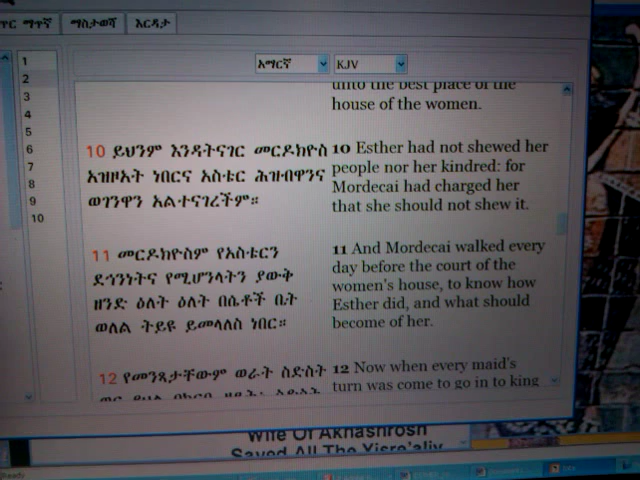 ማስታወሻ
እርዳታ
1
2
3
4
5
6
7
8
9
10
አማርኛ
KJV
10 ይህንም እንዳትናገር መርዶክዮስ
አዝዞአት ነበርና አስቴር ሕዝብዋንና
ወገንዋን አልተናገረችም።
11 መርዶክዮስም የአስቴርን
ደኅንነትና የሚሆንላትን ያውቅ
ዘንድ ዕለት ዕለት በሴቶች ቤት
ወለል ትይዩ ይመላለስ ነበር።
12 የመንጻታቸውም ወራት ስድስት
unto the best place of the
house of the women.
10 Esther had not shewed her
people nor her kindred: for
Mordecai had charged her
that she should not shew it.
11 And Mordecai walked every
day before the court of the
women's house, to know how
Esther did, and what should
become of her.
12 Now when every maid's
turn was come to go in to king
Wife Of Akhashrosh
Saved All The Yisre'aliy